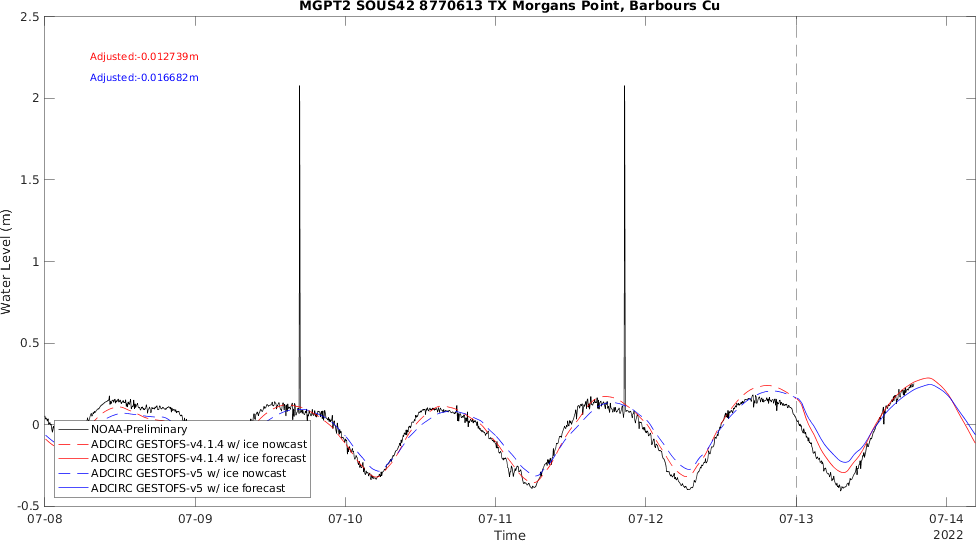 MGPT2 SOUS42 8770613 TX Morgans Point, Barbours Cu
2.5
Adjusted:-0.012739m
Adjusted:-0.016682m
2
1.5
1
0.5
0
-0.5
Water Level (m)
NOAA-Preliminary
ADCIRC GESTOFS-v4.1.4 w/ ice nowcast
ADCIRC GESTOFS-v4.1.4 w/ ice forecast
ADCIRC GESTOFS-v5 w/ ice nowcast
ADCIRC GESTOFS-v5 w/ ice forecast
07-08 07-09 07-10 07-11 07-12 07-13 07-14
Time
2022